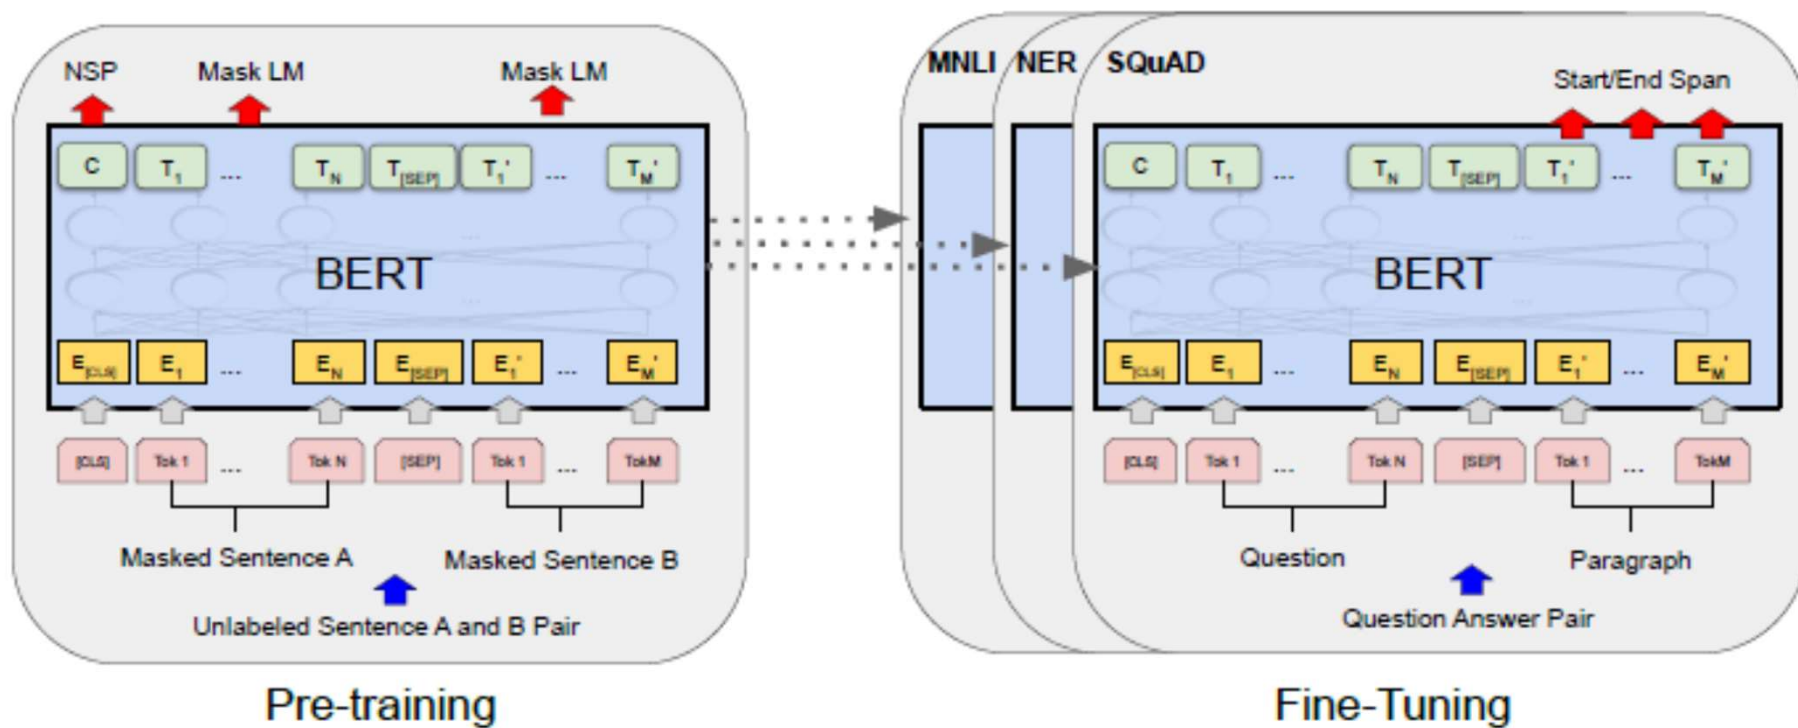 NSP Mask LM Mask LM
C T1 ... TN T[SEP] T1' ... TM'
...
BERT
...
E[CLS] E1 ... EN E[SEP] E1' ... EM'
[CLS] Tok 1 ... Tok N [SEP] Tok 1 ... TokM
Masked Sentence A Masked Sentence B
Unlabeled Sentence A and B Pair
Pre-training
MNLI NER SQuAD
Start/End Span
C T1 ... TN T[SEP] T1' ... TM'
...
BERT
...
E[CLS] E1 ... EN E[SEP] E1' ... EM'
[CLS] Tok 1 ... Tok N [SEP] Tok 1 ... TokM
Question Paragraph
Question Answer Pair
Fine-Tuning